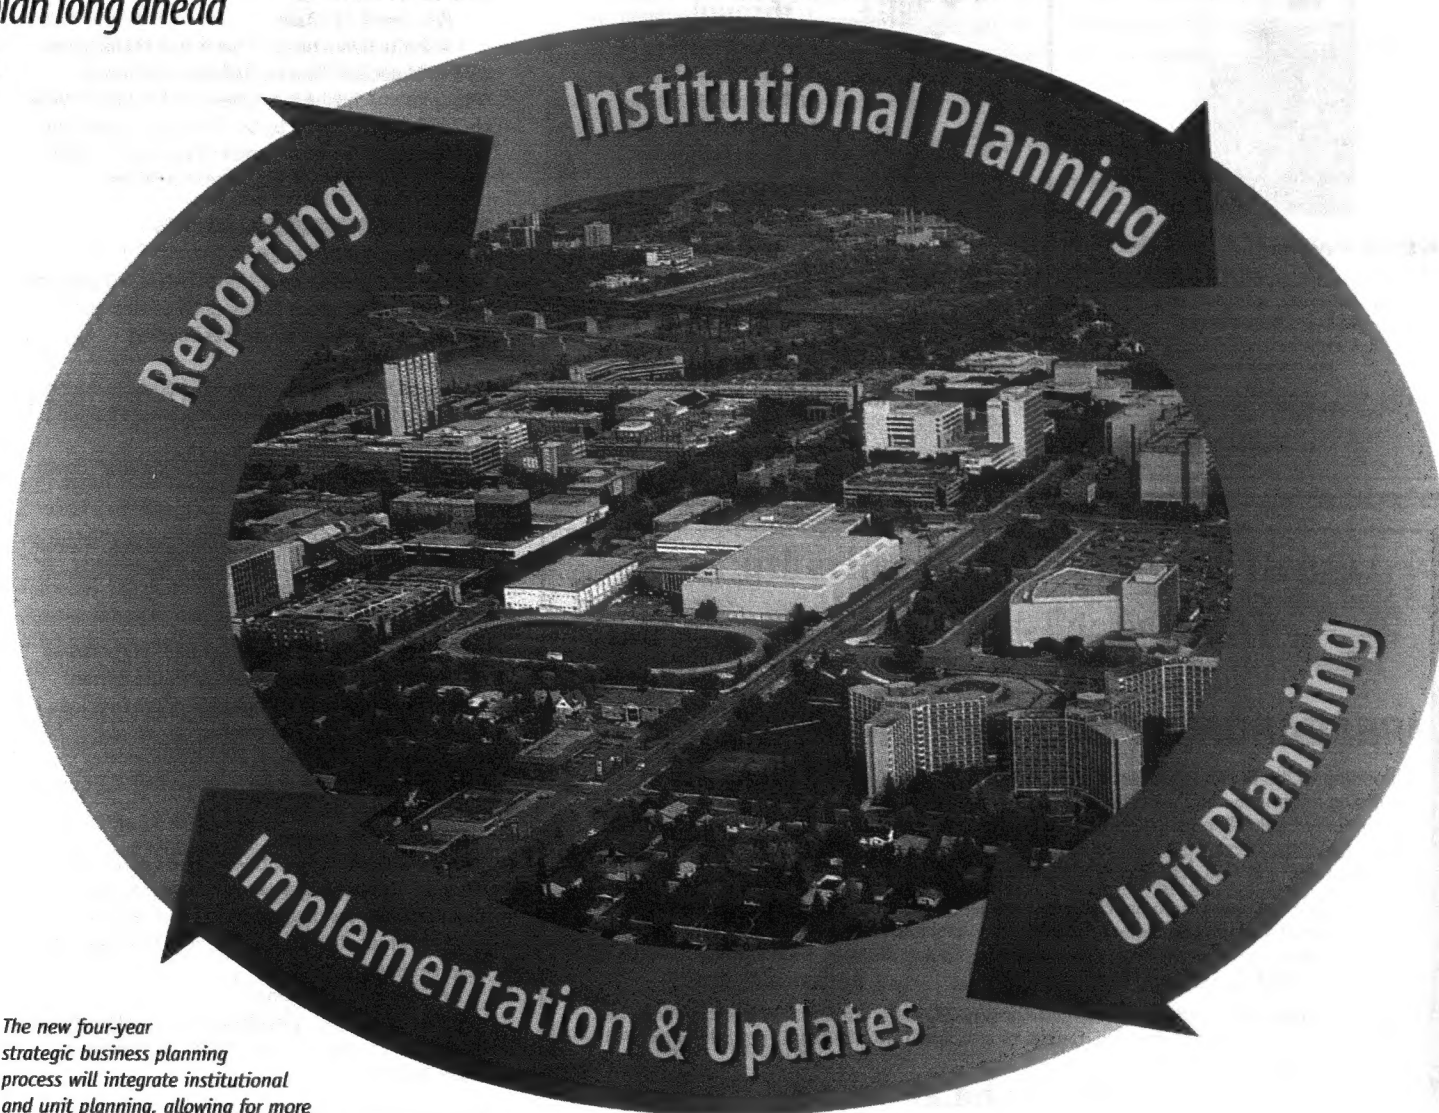 plan long ahead
Institutional Planning
Reporting
Unit Planning
Implementation & Updates
The new four-year
strategic business planning
process will integrate institutional
and unit planning, allowing for more